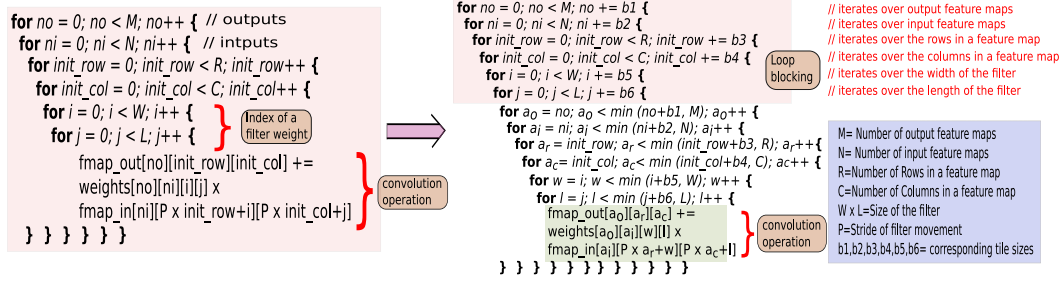 for no = 0; no < M; no++ { // outputs
for ni = 0; ni < N; ni++ { // intputs
for init_row = 0; init_row < R; init_row++ {
for init_col = 0; init_col < C; init_col++ {
for i = 0; i < W; i++ {
for j = 0; j < L; j++ {
Index of a
filter weight
fmap_out[no][init_row][init_col] +=
weights[no][ni][i][j] x
fmap_in[ni][P x init_row+i][P x init_col+j]
convolution
operation
} } } } } }
for no = 0; no < M, no += b1 {
for ni = 0; ni < N; ni += b2 {
for init_row = 0; init_row < R, init_row += b3 {
for init_col = 0; init_col < C; init_col += b4 {
for i = 0; i < W; i += b5 {
for j = 0; j < L; j += b6 {
Loop
blocking
// iterates over output feature maps
// iterates over input feature maps
// iterates over the rows in a feature map
// iterates over the columns in a feature map
// iterates over the width of the filter
// iterates over the length of the filter
for ao = no; ao < min (no+b1, M); ao++ {
for ai = ni; ai < min (ni+b2, N); ai++ {
for ar = init_row; ar < min (init_row+b3, R); ar++{
for ac= init_col; ac< min (init_col+b4, C); ac++ {
for w = i; w < min (i+b5, W); w++ {
for l = j; l < min (j+b6, L); l++ {
fmap_out[ao][ar][ac] +=
weights[ao][ai][w][l] x
fmap_in[ai][P x ar+w][P x ac+l]
convolution
operation
} } } } } } } } } } } }
M= Number of output feature maps
N= Number of input feature maps
R=Number of Rows in a feature map
C=Number of Columns in a feature map
W x L=Size of the filter
P=Stride of filter movement
b1,b2,b3,b4,b5,b6= corresponding tile sizes